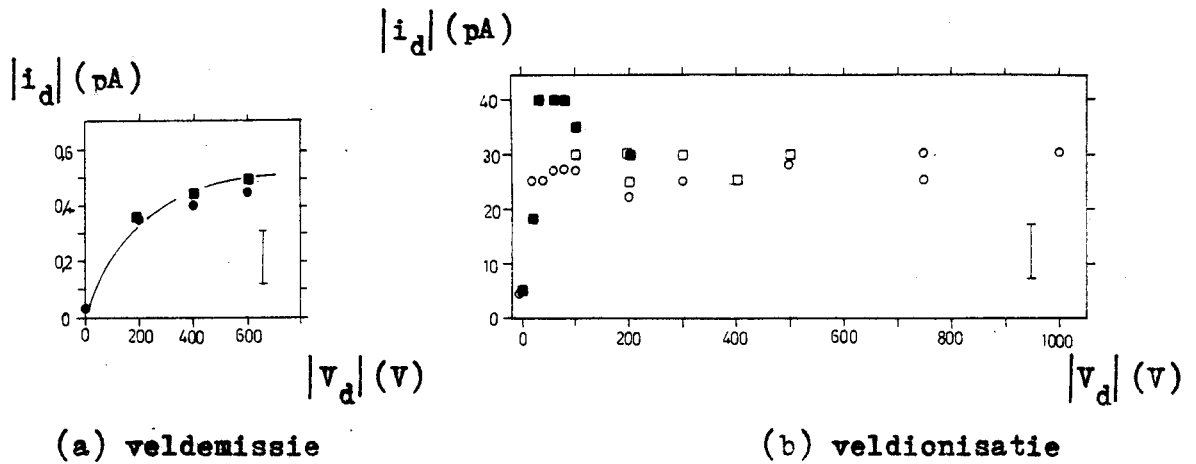 |i_d| (pA)
0,6
0,4
0,2
0
0 200 400 600
|V_d| (V)
(a) veldemissie
|i_d| (pA)
40
30
20
10
0
0 200 400 600 800 1000
|V_d| (V)
(b) veldionisatie